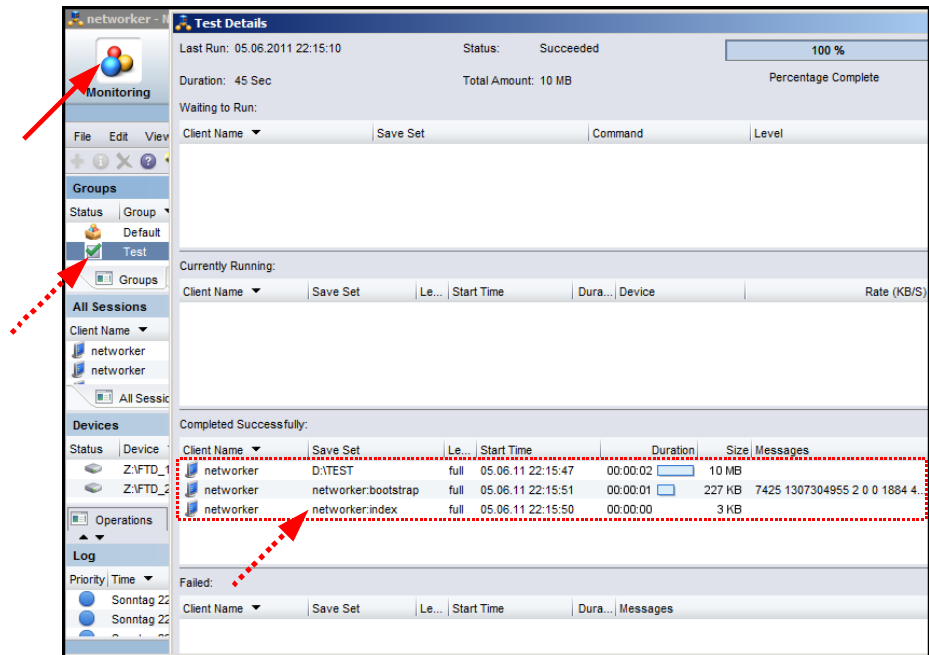 networker - N
Test Details
Monitoring
File Edit View
Groups
Status Group
Default
Test
Groups
All Sessions
Client Name
networker
networker
All Sessic
Devices
Status Device
Z:\FTD_1
Z:\FTD_2
Operations
Log
Priority Time
Sonntag 22
Sonntag 22
Last Run: 05.06.2011 22:15:10 Status: Succeeded 100 %
Duration: 45 Sec Total Amount: 10 MB Percentage Complete
Waiting to Run:
Client Name Save Set Command Level
Currently Running:
Client Name Save Set Le... Start Time Dura... Device Rate (KB/S)
Completed Successfully:
Client Name Save Set Le... Start Time Duration Size Messages
networker D:\TEST full 05.06.11 22:15:47 00:00:02 10 MB
networker networker:bootstrap full 05.06.11 22:15:51 00:00:01 227 KB 7425 1307304955 2 0 0 1884 4...
networker networker:index full 05.06.11 22:15:50 00:00:00 3 KB
Failed:
Client Name Save Set Le... Start Time Dura... Messages